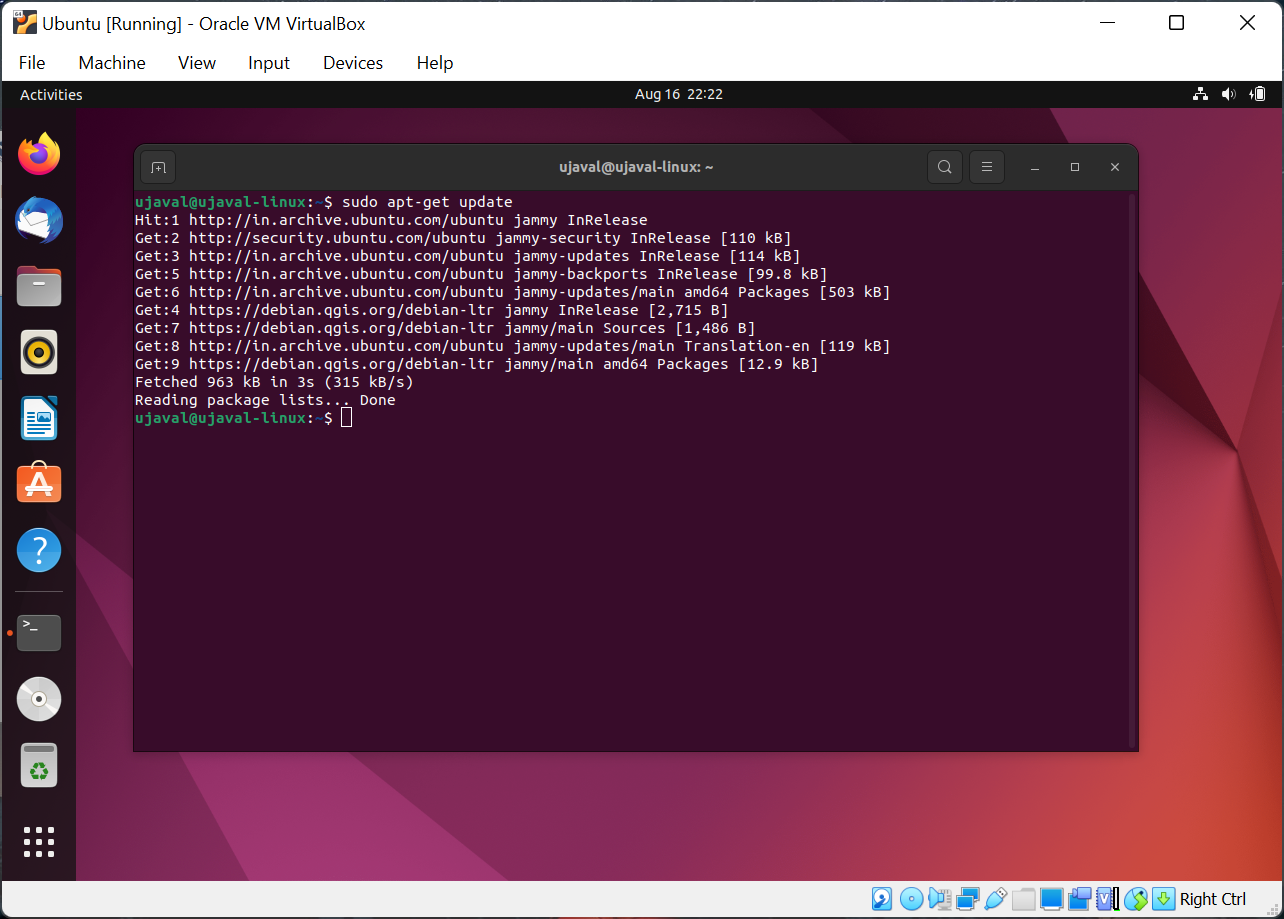 Ubuntu [Running] - Oracle VM VirtualBox
File Machine View Input Devices Help
Activities Aug 16 22:22
ujaval@ujaval-linux: ~
ujaval@ujaval-linux:~$ sudo apt-get update
Hit:1 http://in.archive.ubuntu.com/ubuntu jammy InRelease
Get:2 http://security.ubuntu.com/ubuntu jammy-security InRelease [110 kB]
Get:3 http://in.archive.ubuntu.com/ubuntu jammy-updates InRelease [114 kB]
Get:5 http://in.archive.ubuntu.com/ubuntu jammy-backports InRelease [99.8 kB]
Get:6 http://in.archive.ubuntu.com/ubuntu jammy-updates/main amd64 Packages [503 kB]
Get:4 https://debian.qgis.org/debian-ltr jammy InRelease [2,715 B]
Get:7 https://debian.qgis.org/debian-ltr jammy/main Sources [1,486 B]
Get:8 http://in.archive.ubuntu.com/ubuntu jammy-updates/main Translation-en [119 kB]
Get:9 https://debian.qgis.org/debian-ltr jammy/main amd64 Packages [12.9 kB]
Fetched 963 kB in 3s (315 kB/s)
Reading package lists... Done
ujaval@ujaval-linux:~$
Right Ctrl